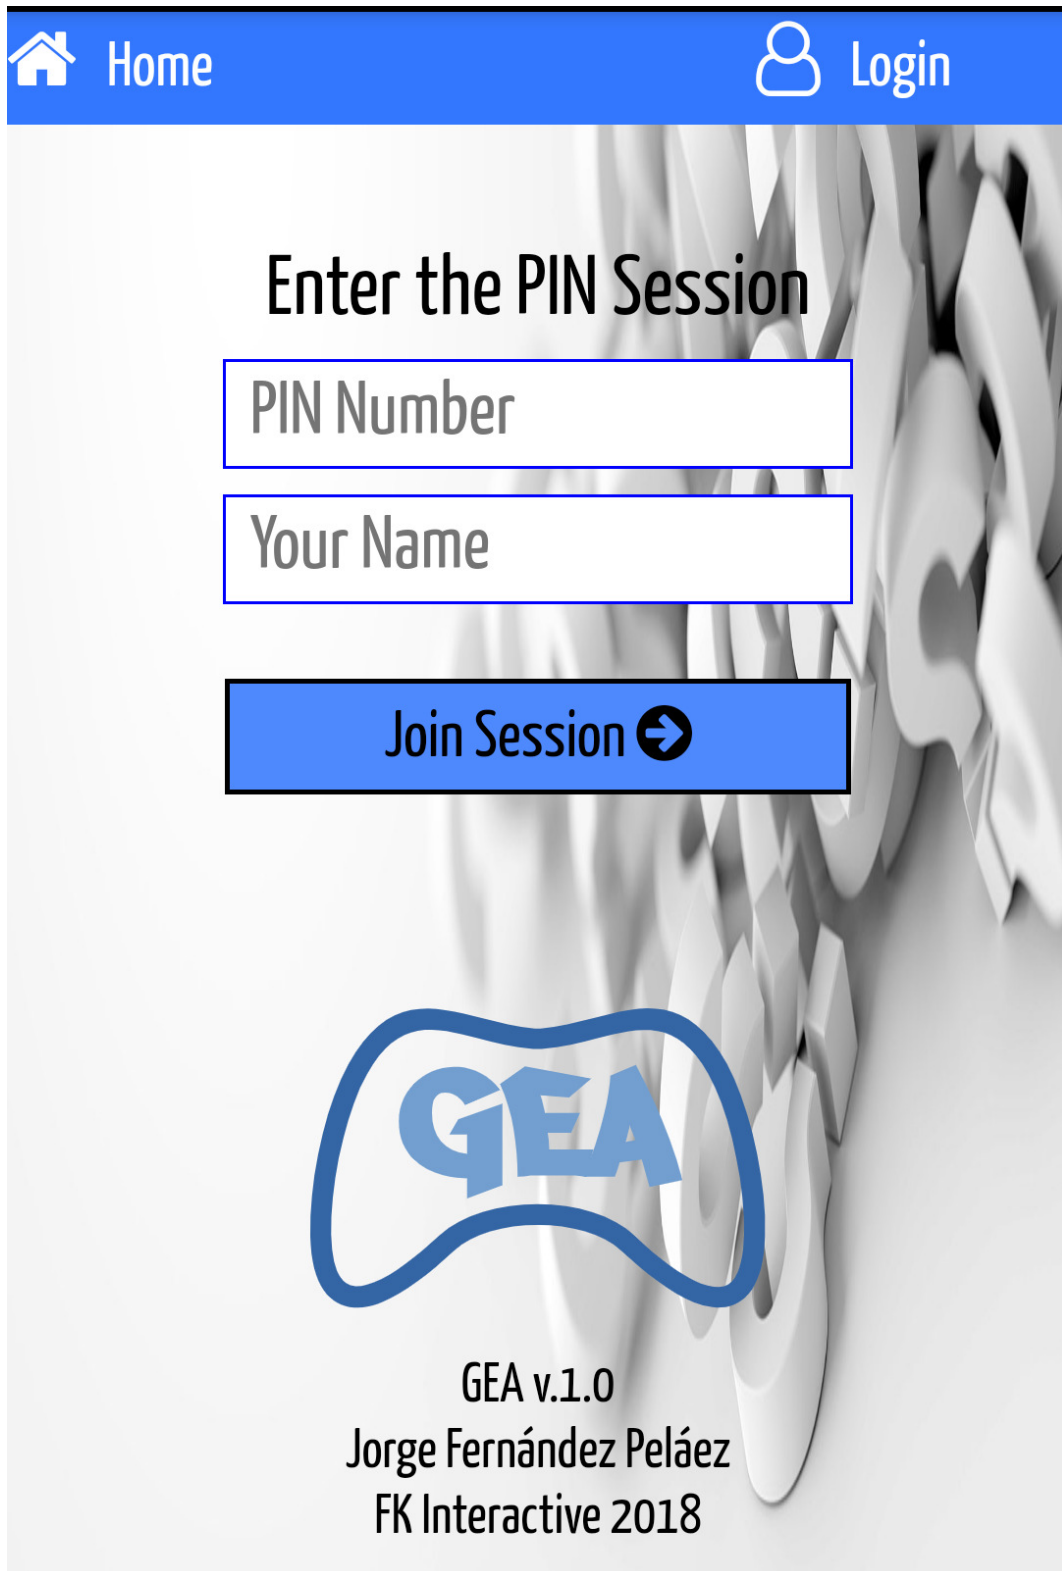 Home Login
Enter the PIN Session
PIN Number
Your Name
Join Session
GEA
GEA v.1.0
Jorge Fernández Peláez
FK Interactive 2018